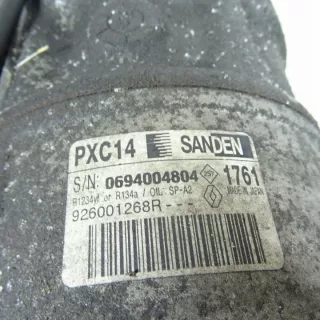 PXC14 SANDEN
S/N: 0694004804 1761
R1234yf or R134a / OIL: SP-A2 MADE IN JAPAN
926001268R---